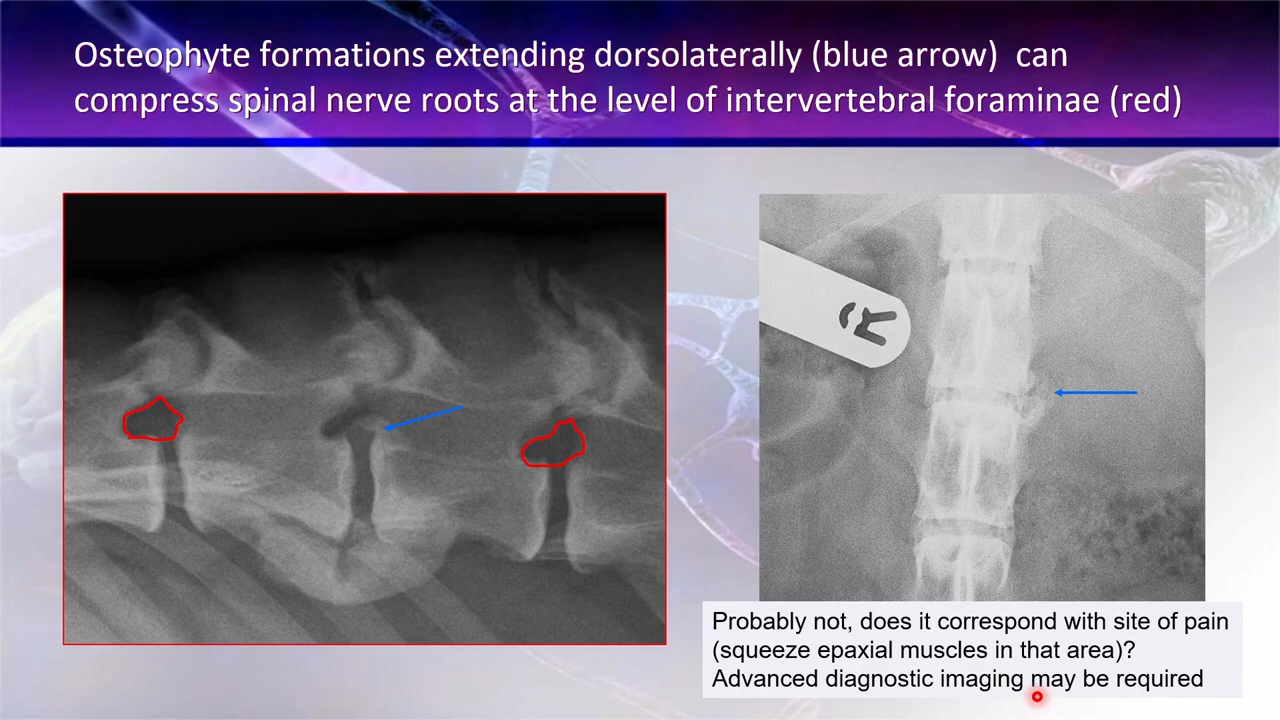 Osteophyte formations extending dorsolaterally (blue arrow) can
compress spinal nerve roots at the level of intervertebral foraminae (red)
R
Probably not, does it correspond with site of pain
(squeeze epaxial muscles in that area)?
Advanced diagnostic imaging may be required